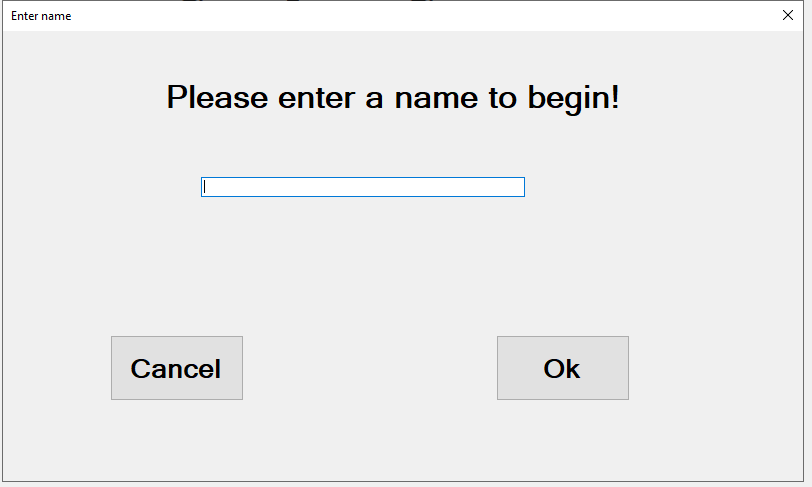 Enter name
Please enter a name to begin!
Cancel
Ok